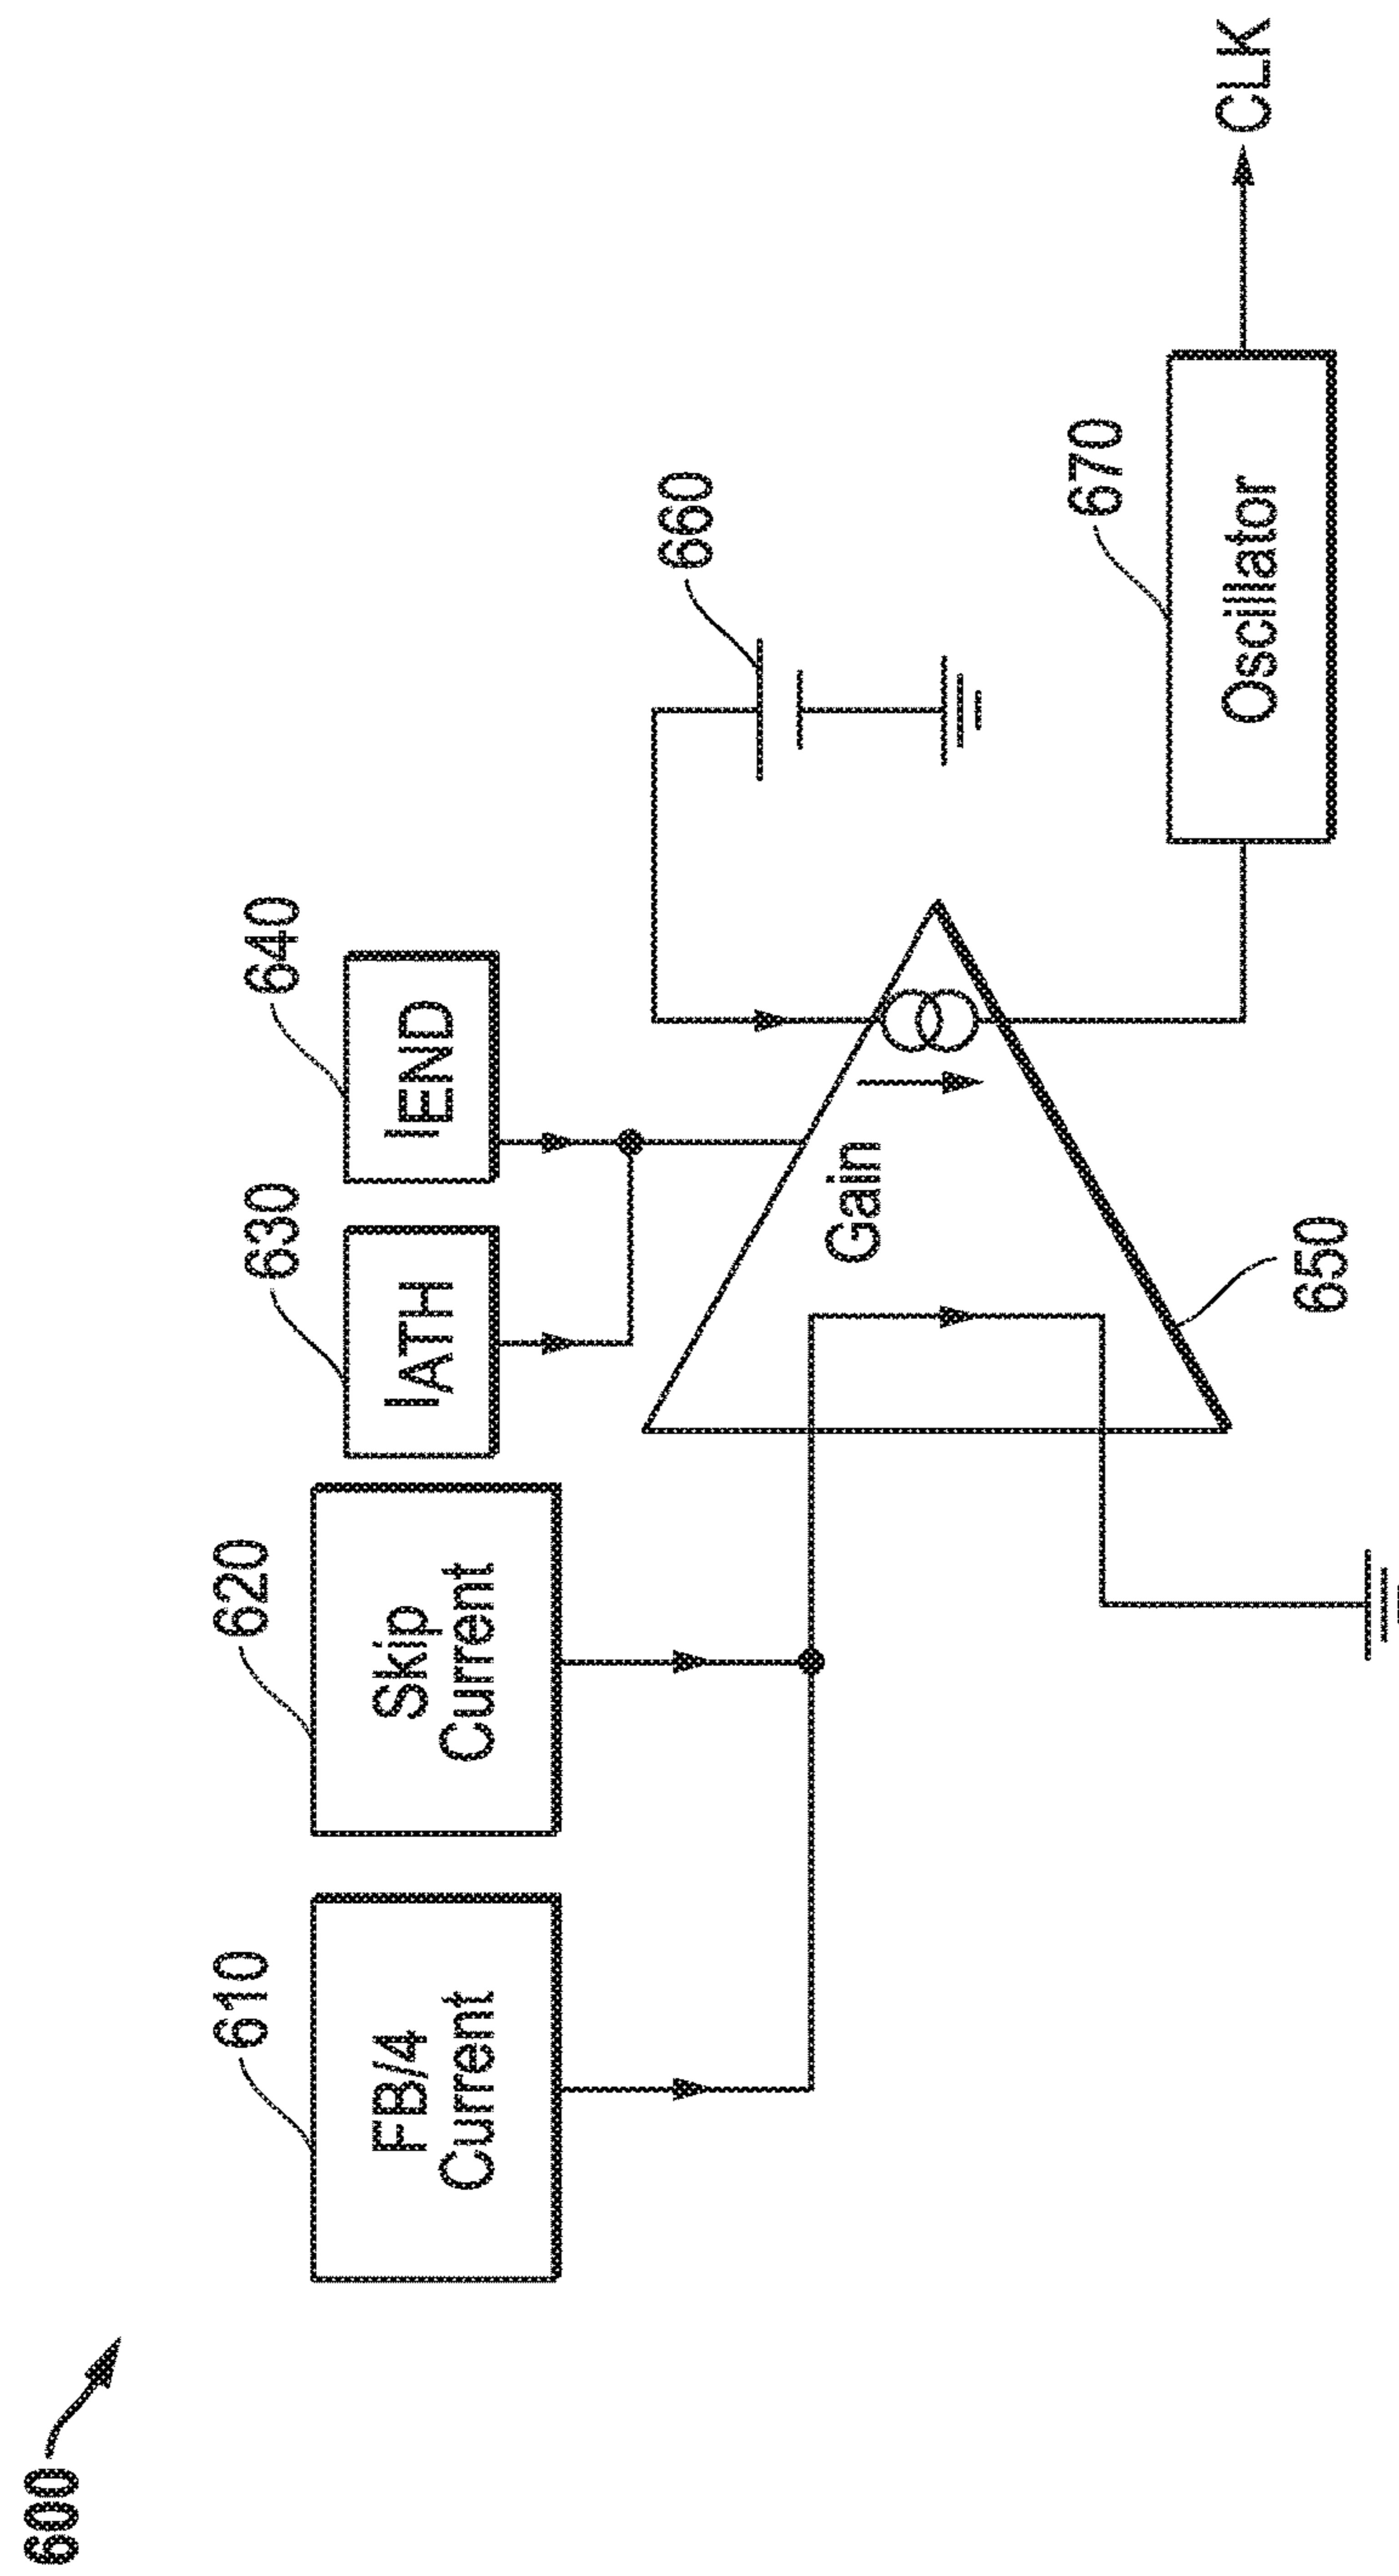 600
610
FB/4
Current
620
Skip
Current
630
IATH
640
IEND
Gain
650
660
670
Oscillator
CLK